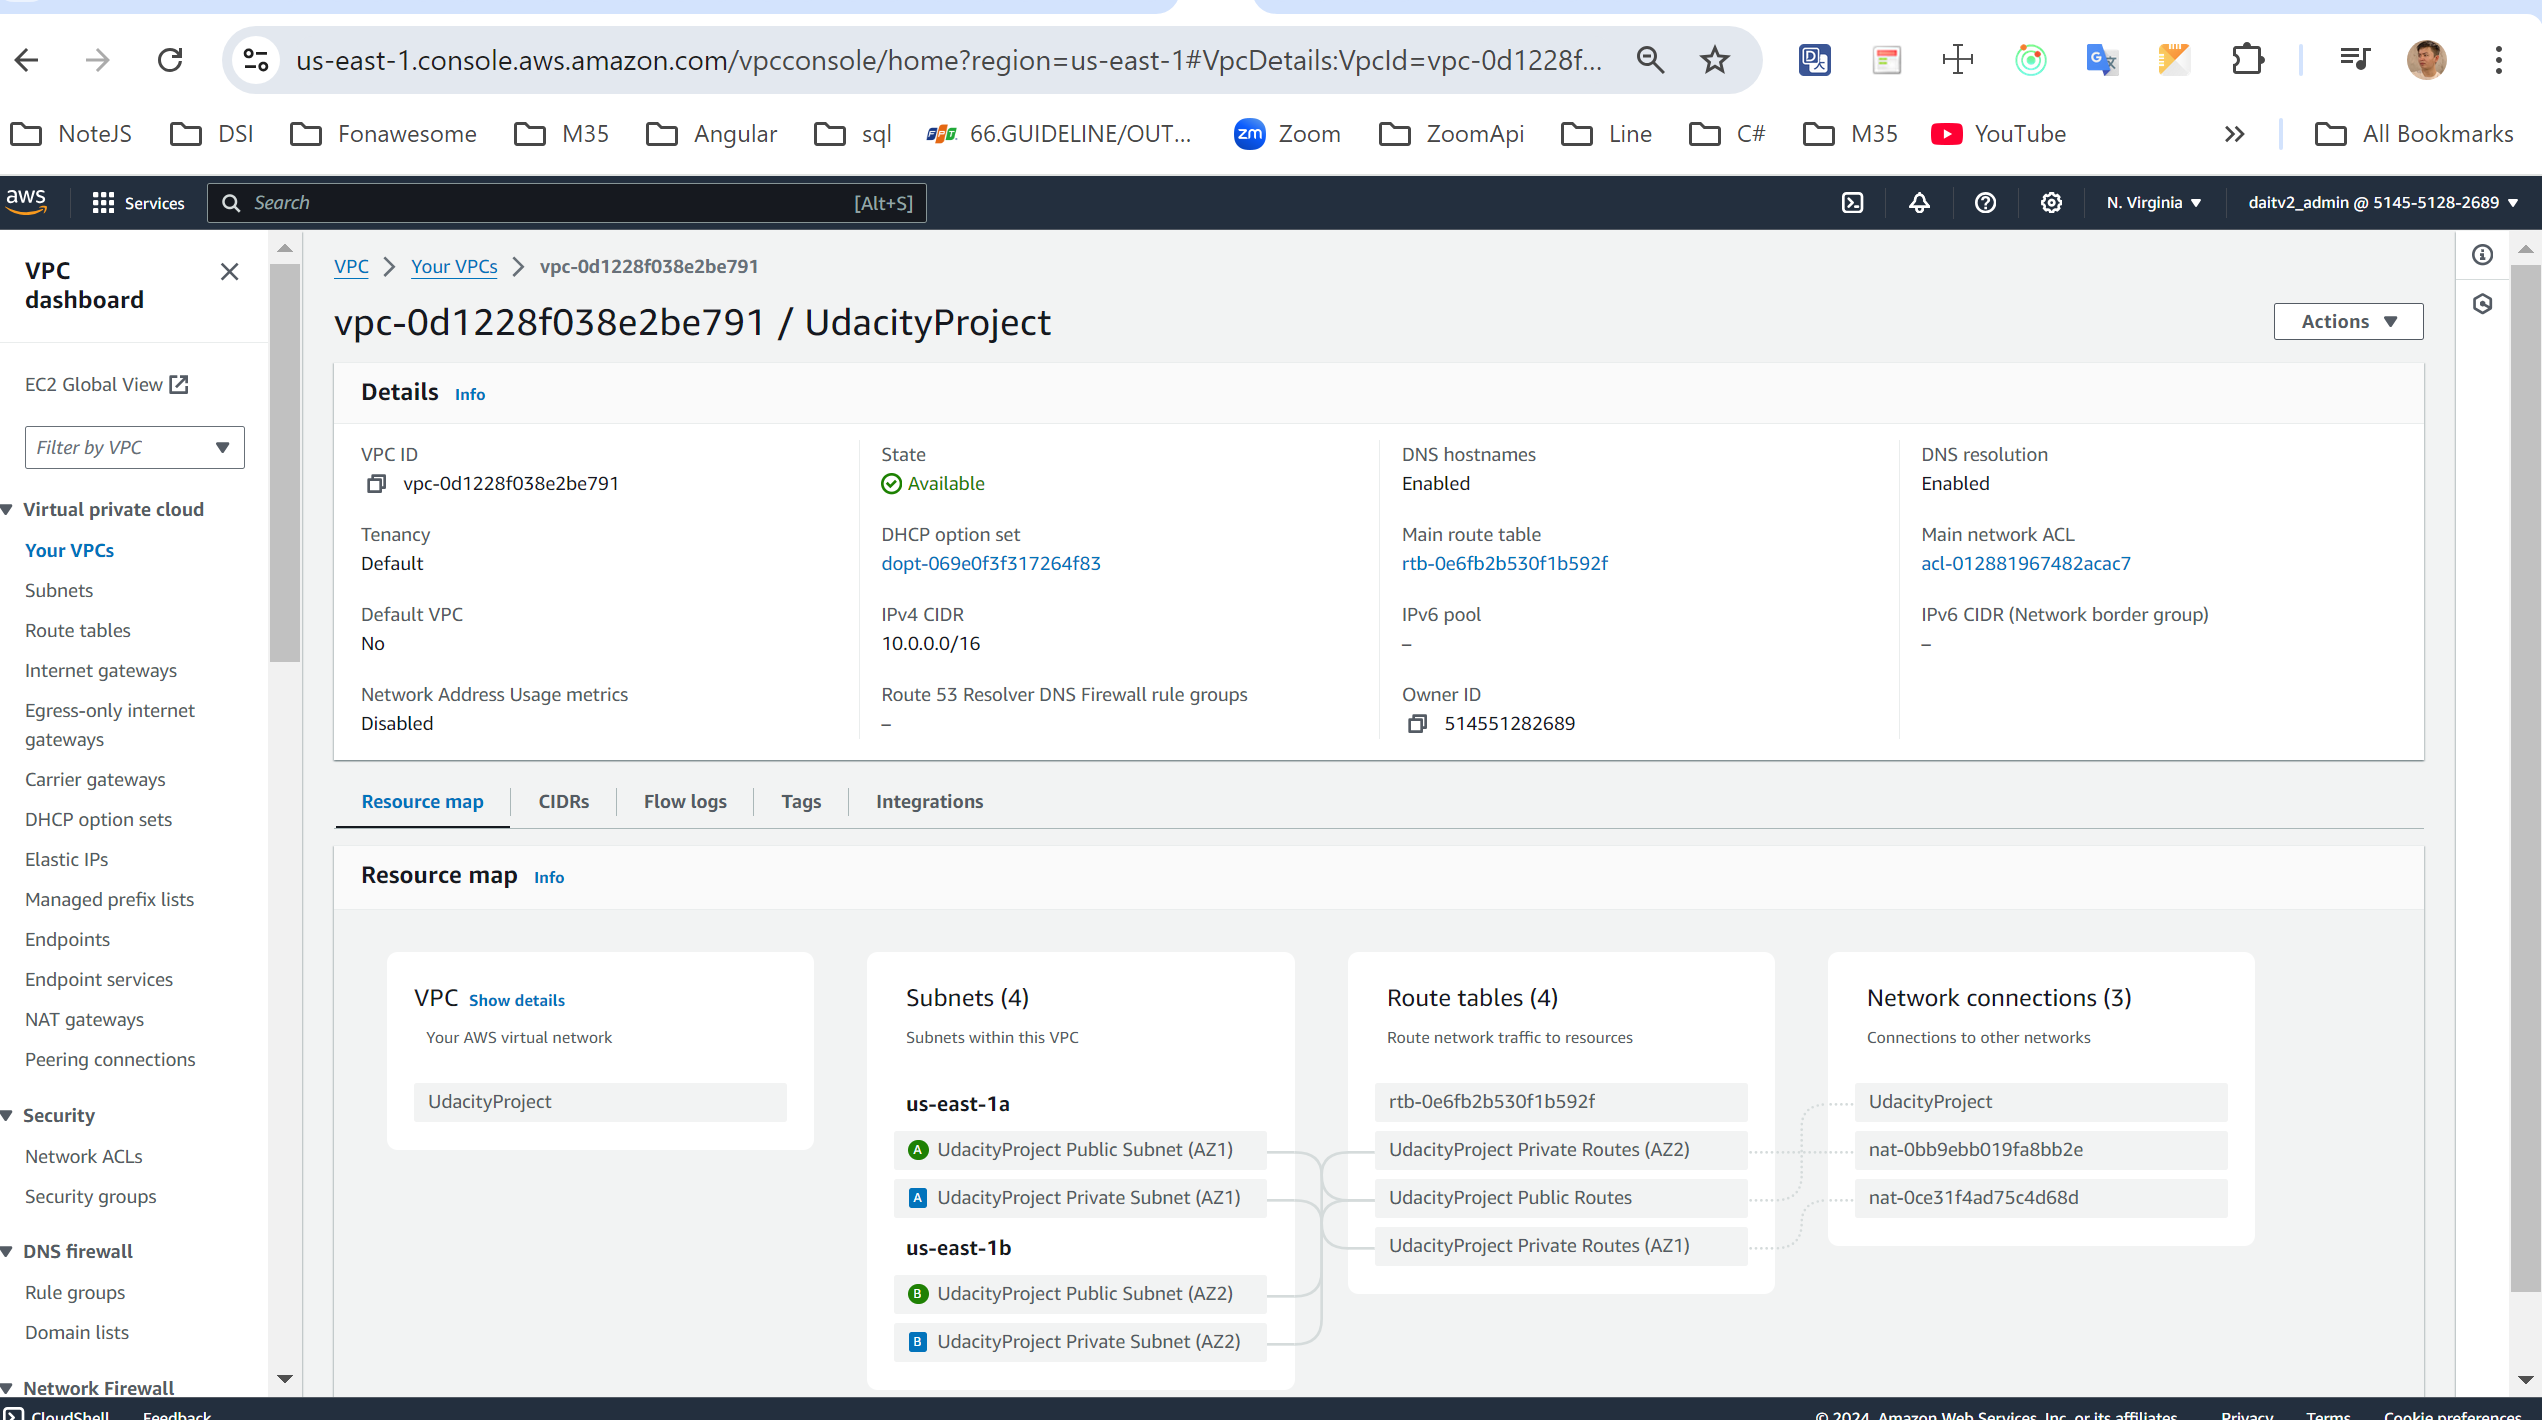 us-east-1.console.aws.amazon.com/vpcconsole/home?region=us-east-1#VpcDetails:VpcId=vpc-0d1228f...
NoteJS DSI Fonawesome M35 Angular sql 66.GUIDELINE/OUT... Zoom ZoomApi Line C# M35 YouTube All Bookmarks
aws Services Search [Alt+S] N. Virginia daitv2_admin @ 5145-5128-2689
VPC dashboard
EC2 Global View
Filter by VPC
Virtual private cloud
Your VPCs
Subnets
Route tables
Internet gateways
Egress-only internet gateways
Carrier gateways
DHCP option sets
Elastic IPs
Managed prefix lists
Endpoints
Endpoint services
NAT gateways
Peering connections
Security
Network ACLs
Security groups
DNS firewall
Rule groups
Domain lists
Network Firewall
VPC Your VPCs vpc-0d1228f038e2be791
vpc-0d1228f038e2be791 / UdacityProject
Actions
Details Info
VPC ID
vpc-0d1228f038e2be791
State
Available
DNS hostnames
Enabled
DNS resolution
Enabled
Tenancy
Default
DHCP option set
dopt-069e0f3f317264f83
Main route table
rtb-0e6fb2b530f1b592f
Main network ACL
acl-012881967482acac7
Default VPC
No
IPv4 CIDR
10.0.0.0/16
IPv6 pool
–
IPv6 CIDR (Network border group)
–
Network Address Usage metrics
Disabled
Route 53 Resolver DNS Firewall rule groups
–
Owner ID
514551282689
Resource map CIDRs Flow logs Tags Integrations
Resource map Info
VPC Show details
Your AWS virtual network
UdacityProject
Subnets (4)
Subnets within this VPC
us-east-1a
A UdacityProject Public Subnet (AZ1)
A UdacityProject Private Subnet (AZ1)
us-east-1b
B UdacityProject Public Subnet (AZ2)
B UdacityProject Private Subnet (AZ2)
Route tables (4)
Route network traffic to resources
rtb-0e6fb2b530f1b592f
UdacityProject Private Routes (AZ2)
UdacityProject Public Routes
UdacityProject Private Routes (AZ1)
Network connections (3)
Connections to other networks
UdacityProject
nat-0bb9ebb019fa8bb2e
nat-0ce31f4ad75c4d68d
CloudShell Feedback © 2024, Amazon Web Services, Inc. or its affiliates. Privacy Terms Cookie preferences